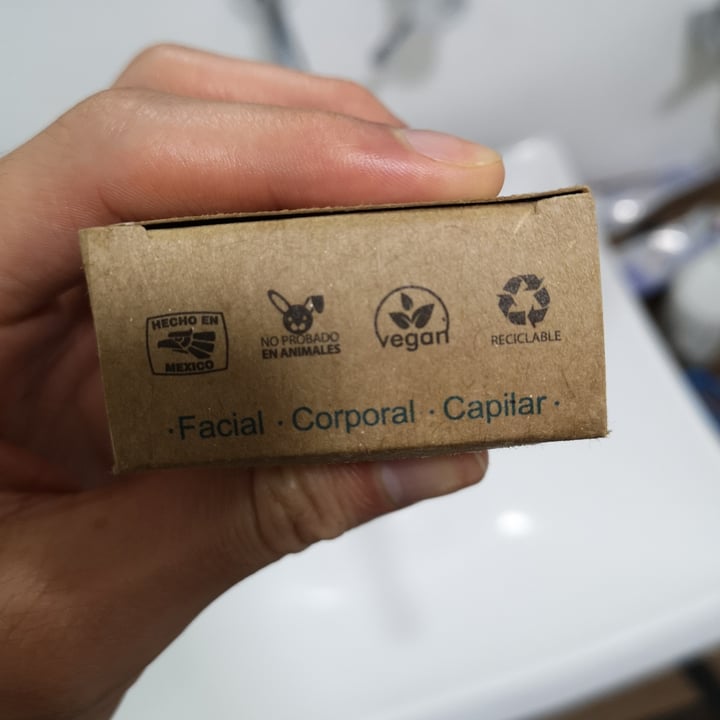 HECHO EN
MEXICO
NO PROBADO
EN ANIMALES
vegan
RECICLABLE
·Facial ·Corporal ·Capilar·